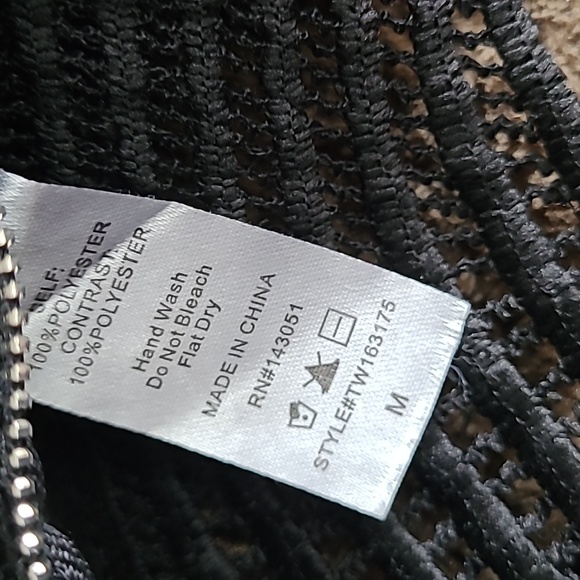 SELF:
100%POLYESTER
CONTRAST
100%POLYESTER
Hand Wash
Do Not Bleach
Flat Dry
MADE IN CHINA
RN#143051
STYLE#TW163175
M